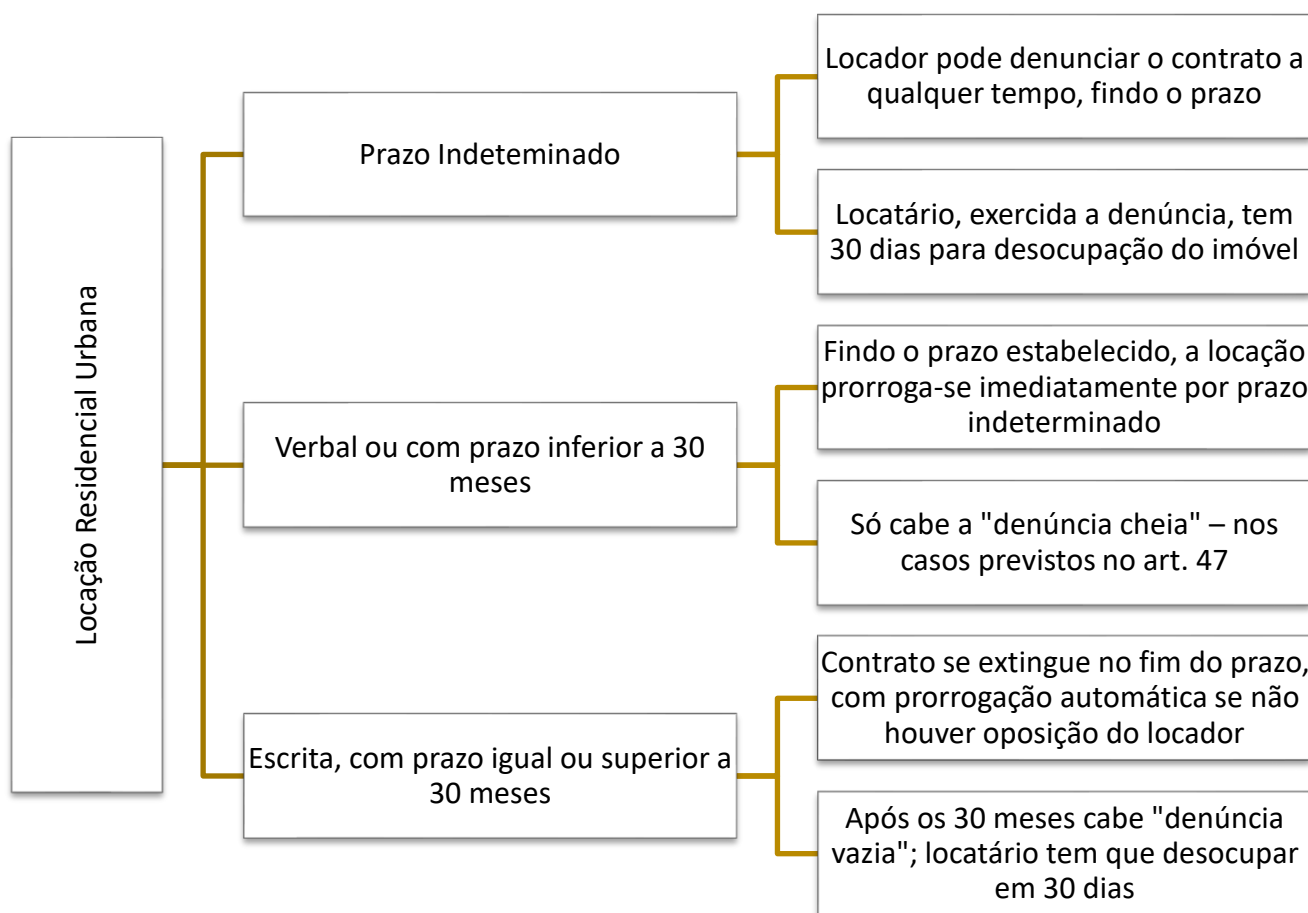 Locação Residencial Urbana
Prazo Indeteminado
Locador pode denunciar o contrato a
qualquer tempo, findo o prazo
Locatário, exercida a denúncia, tem
30 dias para desocupação do imóvel
Verbal ou com prazo inferior a 30
meses
Findo o prazo estabelecido, a locação
prorroga-se imediatamente por prazo
indeterminado
Só cabe a "denúncia cheia" – nos
casos previstos no art. 47
Escrita, com prazo igual ou superior a
30 meses
Contrato se extingue no fim do prazo,
com prorrogação automática se não
houver oposição do locador
Após os 30 meses cabe "denúncia
vazia"; locatário tem que desocupar
em 30 dias